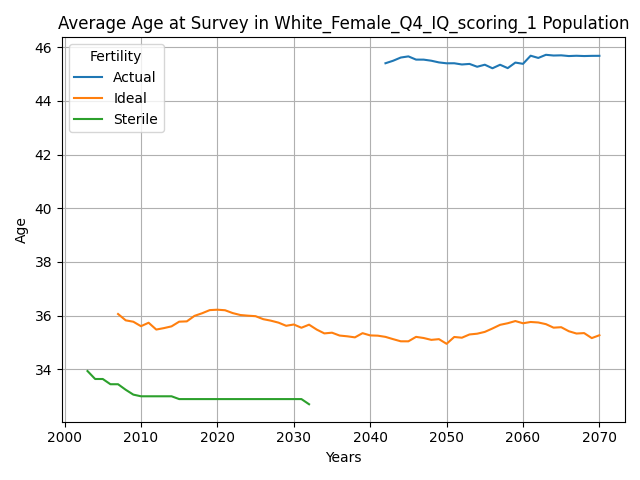 Average Age at Survey in White_Female_Q4_IQ_scoring_1 Population
Fertility
Actual
Ideal
Sterile
46
44
42
40
38
36
34
Age
2000 2010 2020 2030 2040 2050 2060 2070
Years